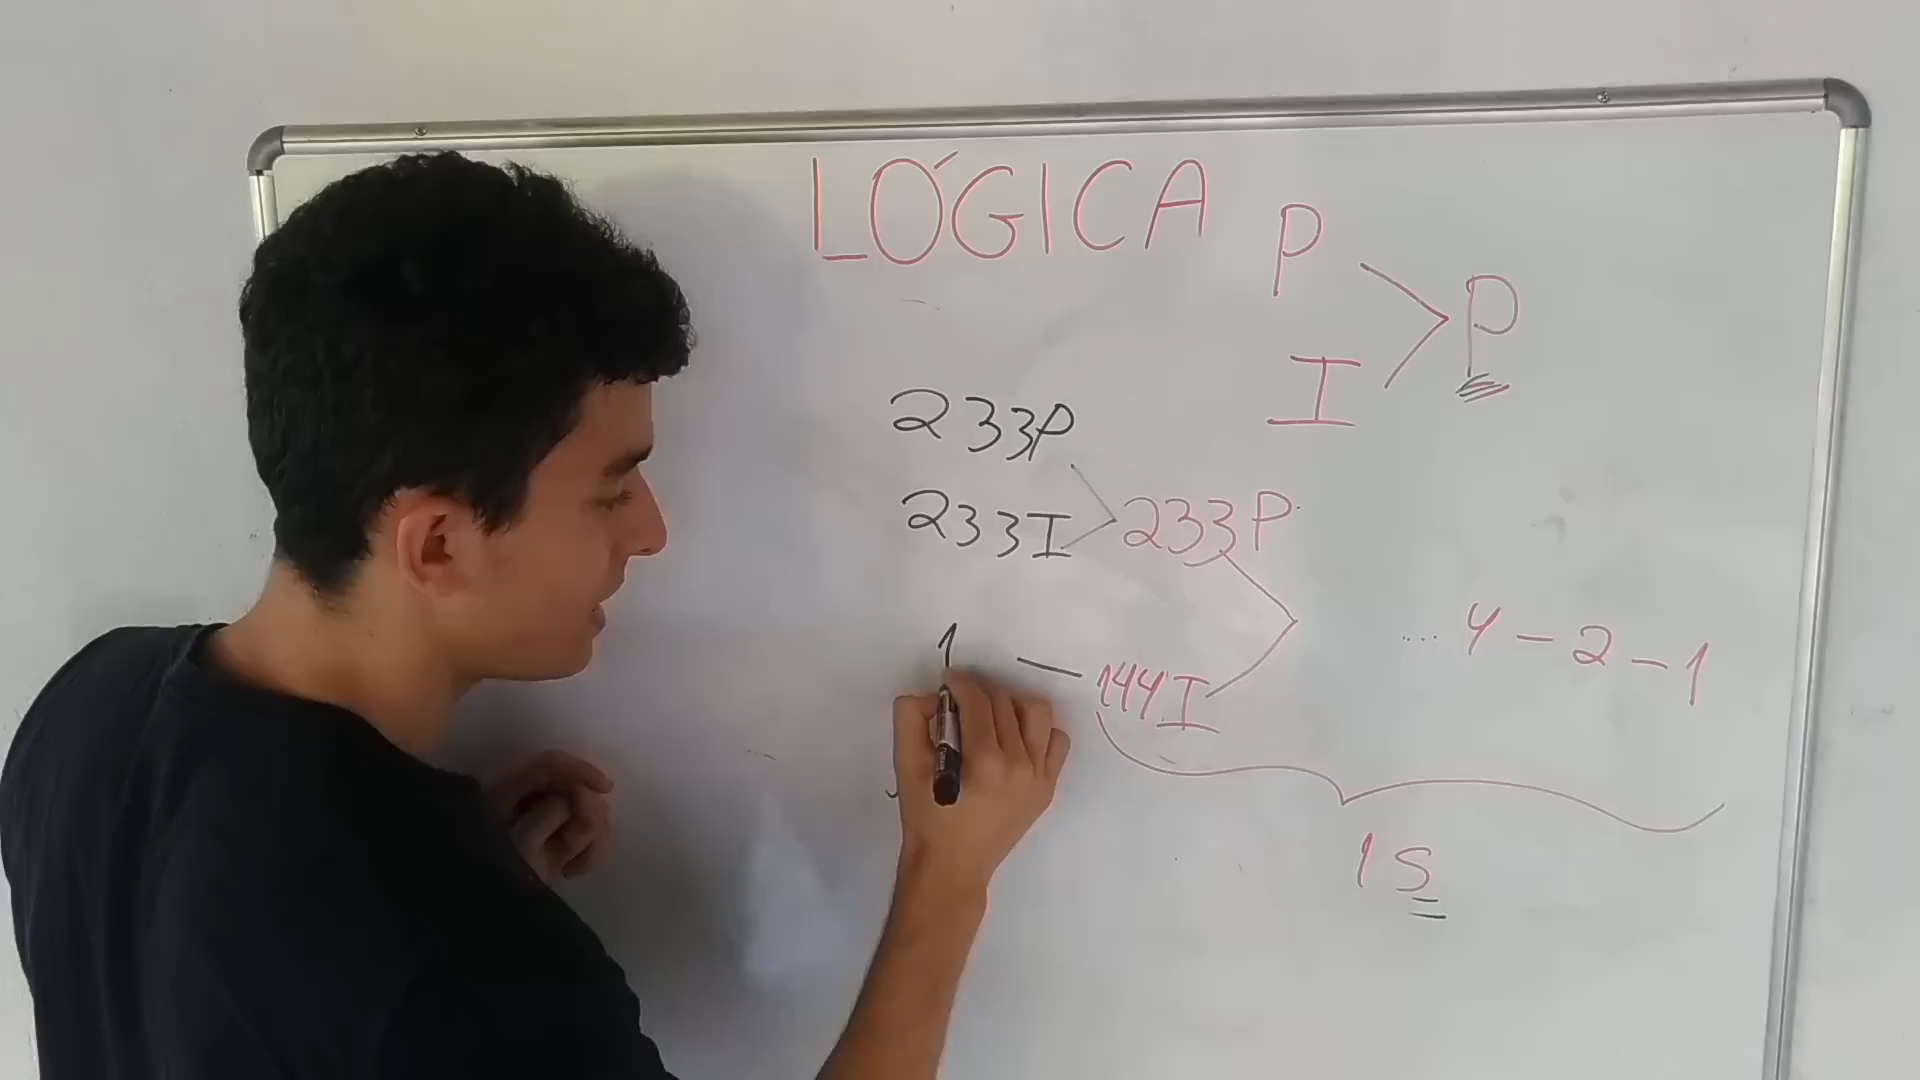 LÓGICA
P
P
I
233P
233I
233P
1
144I
.... 4 - 2 - 1
1S